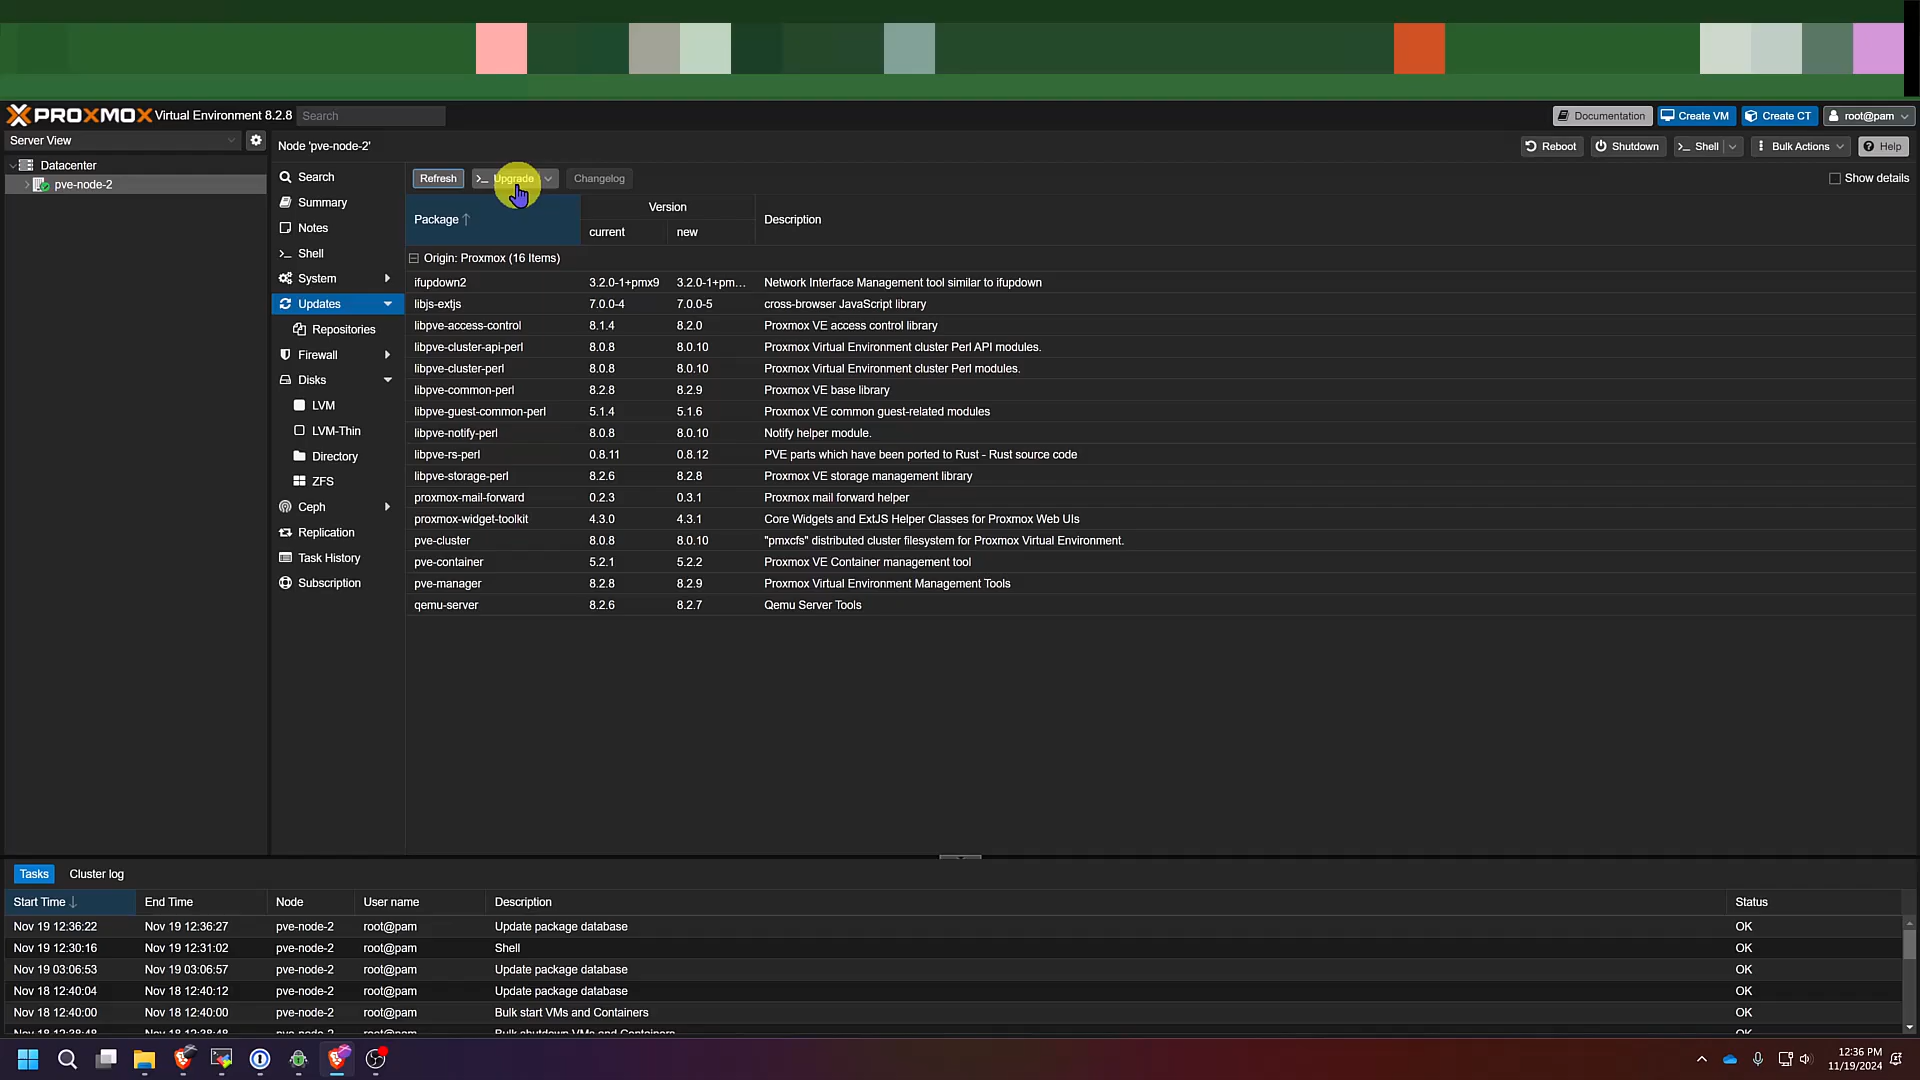 PROXMOX Virtual Environment 8.2.8 Search Documentation Create VM Create CT root@pam
Server View
Node 'pve-node-2' Reboot Shutdown >_ Shell Bulk Actions Help
Datacenter
pve-node-2
Search
Summary
Notes
>_ Shell
System
Updates
Repositories
Firewall
Disks
LVM
LVM-Thin
Directory
ZFS
Ceph
Replication
Task History
Subscription
Refresh >_ Upgrade Changelog Show details
Package ↑ Version Description
current new
Origin: Proxmox (16 Items)
ifupdown2 3.2.0-1+pmx9 3.2.0-1+pm... Network Interface Management tool similar to ifupdown
libjs-extjs 7.0.0-4 7.0.0-5 cross-browser JavaScript library
libpve-access-control 8.1.4 8.2.0 Proxmox VE access control library
libpve-cluster-api-perl 8.0.8 8.0.10 Proxmox Virtual Environment cluster Perl API modules.
libpve-cluster-perl 8.0.8 8.0.10 Proxmox Virtual Environment cluster Perl modules.
libpve-common-perl 8.2.8 8.2.9 Proxmox VE base library
libpve-guest-common-perl 5.1.4 5.1.6 Proxmox VE common guest-related modules
libpve-notify-perl 8.0.8 8.0.10 Notify helper module.
libpve-rs-perl 0.8.11 0.8.12 PVE parts which have been ported to Rust - Rust source code
libpve-storage-perl 8.2.6 8.2.8 Proxmox VE storage management library
proxmox-mail-forward 0.2.3 0.3.1 Proxmox mail forward helper
proxmox-widget-toolkit 4.3.0 4.3.1 Core Widgets and ExtJS Helper Classes for Proxmox Web UIs
pve-cluster 8.0.8 8.0.10 "pmxcfs" distributed cluster filesystem for Proxmox Virtual Environment.
pve-container 5.2.1 5.2.2 Proxmox VE Container management tool
pve-manager 8.2.8 8.2.9 Proxmox Virtual Environment Management Tools
qemu-server 8.2.6 8.2.7 Qemu Server Tools
Tasks Cluster log
Start Time ↓ End Time Node User name Description Status
Nov 19 12:36:22 Nov 19 12:36:27 pve-node-2 root@pam Update package database OK
Nov 19 12:30:16 Nov 19 12:31:02 pve-node-2 root@pam Shell OK
Nov 19 03:06:53 Nov 19 03:06:57 pve-node-2 root@pam Update package database OK
Nov 18 12:40:04 Nov 18 12:40:12 pve-node-2 root@pam Update package database OK
Nov 18 12:40:00 Nov 18 12:40:00 pve-node-2 root@pam Bulk start VMs and Containers OK
Nov 18 12:38:48 Nov 18 12:38:48 pve-node-2 root@pam Bulk shutdown VMs and Containers OK
12:36 PM
11/19/2024